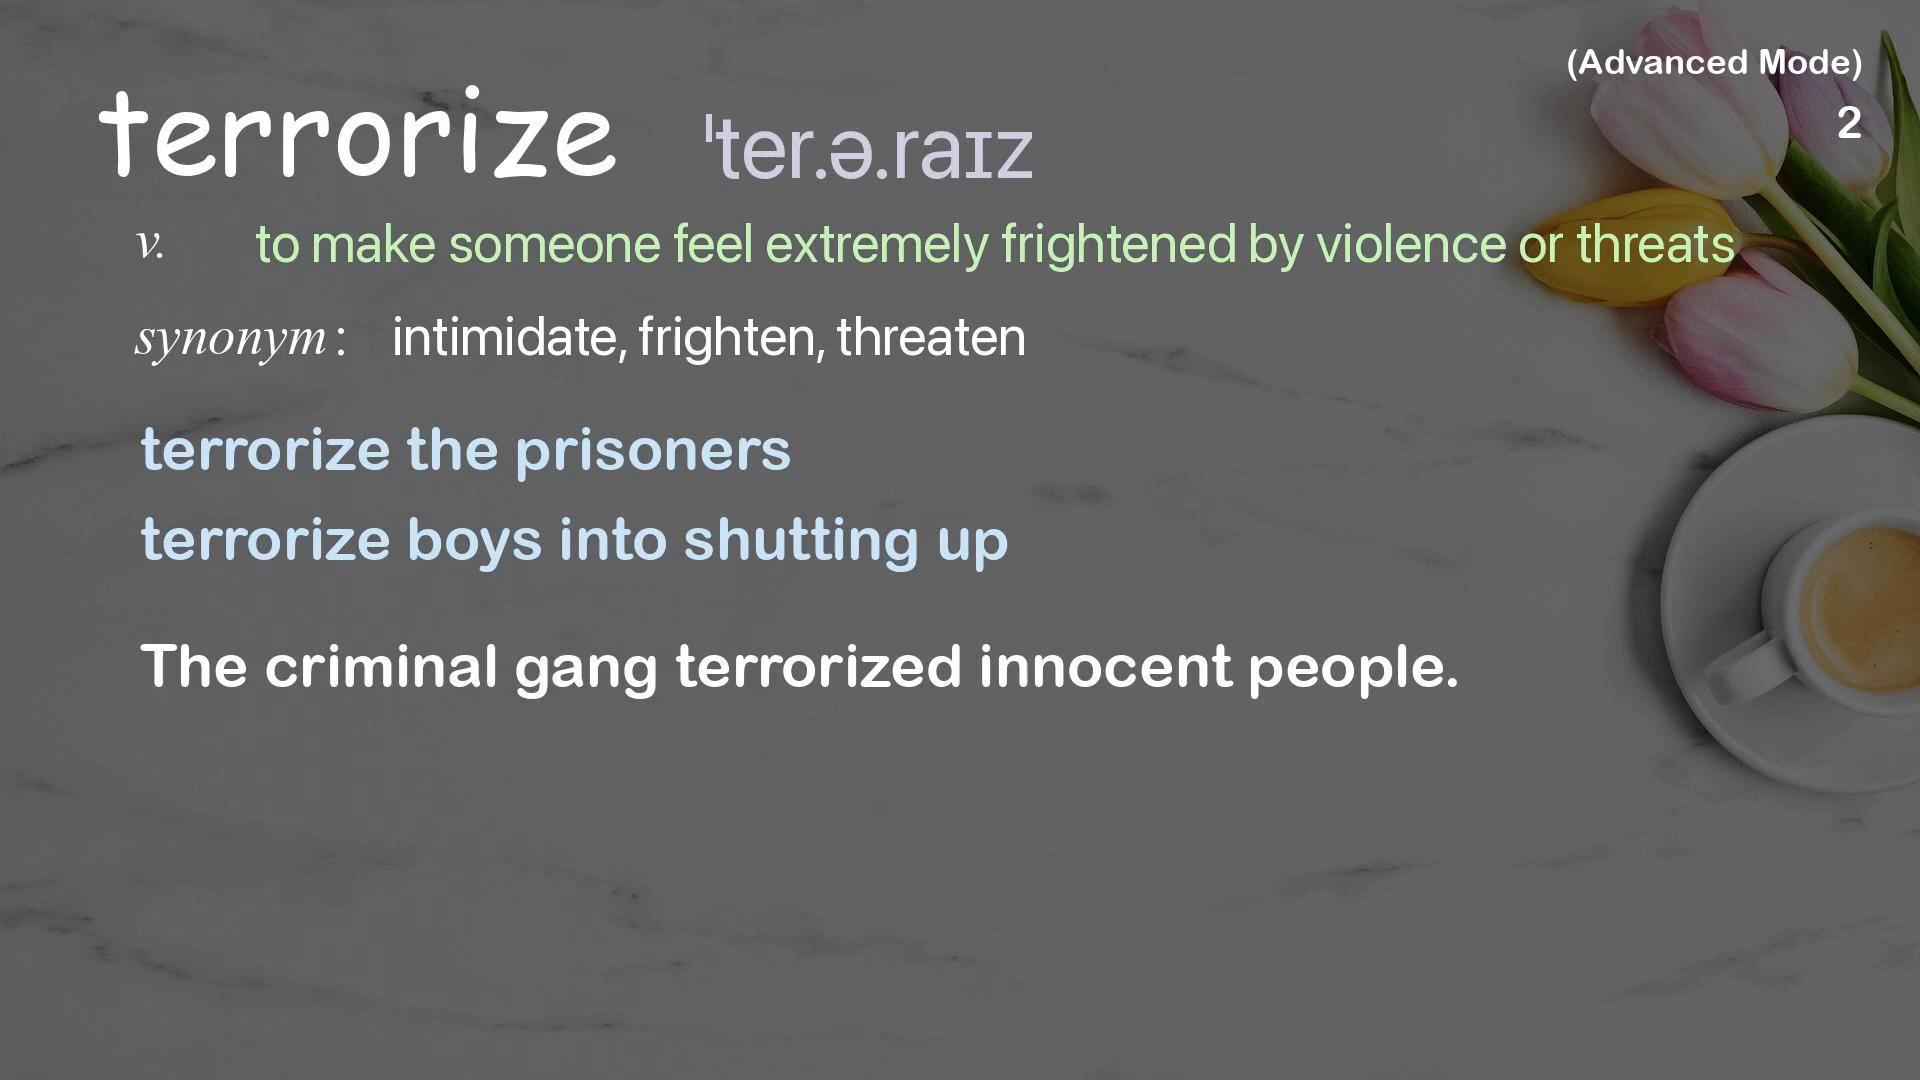 (Advanced Mode)
terrorize ˈter.ə.raɪz
2
v. to make someone feel extremely frightened by violence or threats
synonym : intimidate, frighten, threaten
terrorize the prisoners
terrorize boys into shutting up
The criminal gang terrorized innocent people.